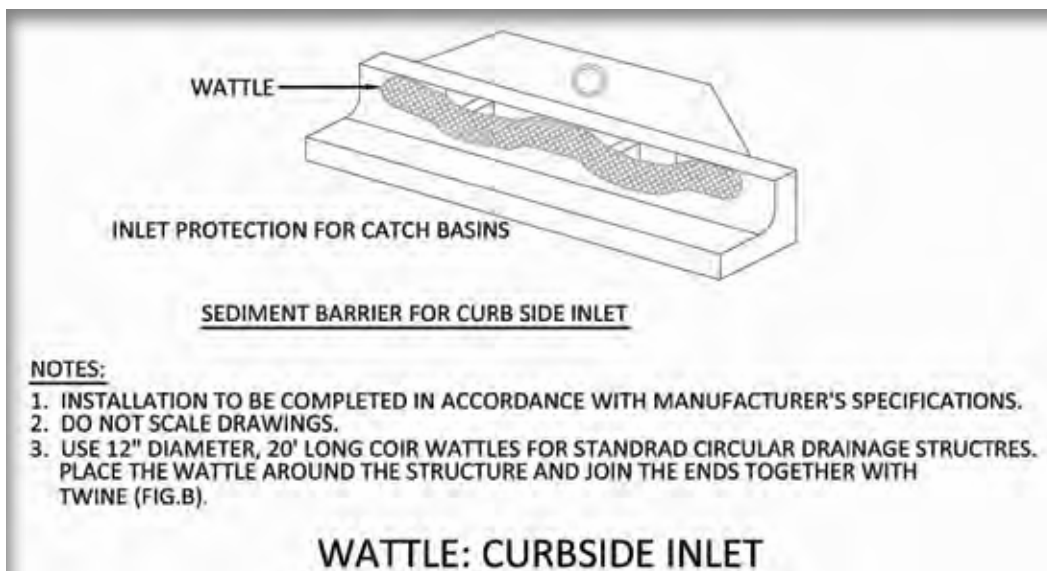 WATTLE
INLET PROTECTION FOR CATCH BASINS
SEDIMENT BARRIER FOR CURB SIDE INLET
NOTES:
1. INSTALLATION TO BE COMPLETED IN ACCORDANCE WITH MANUFACTURER'S SPECIFICATIONS.
2. DO NOT SCALE DRAWINGS.
3. USE 12" DIAMETER, 20' LONG COIR WATTLES FOR STANDRAD CIRCULAR DRAINAGE STRUCTRES.
PLACE THE WATTLE AROUND THE STRUCTURE AND JOIN THE ENDS TOGETHER WITH
TWINE (FIG.B).
WATTLE: CURBSIDE INLET